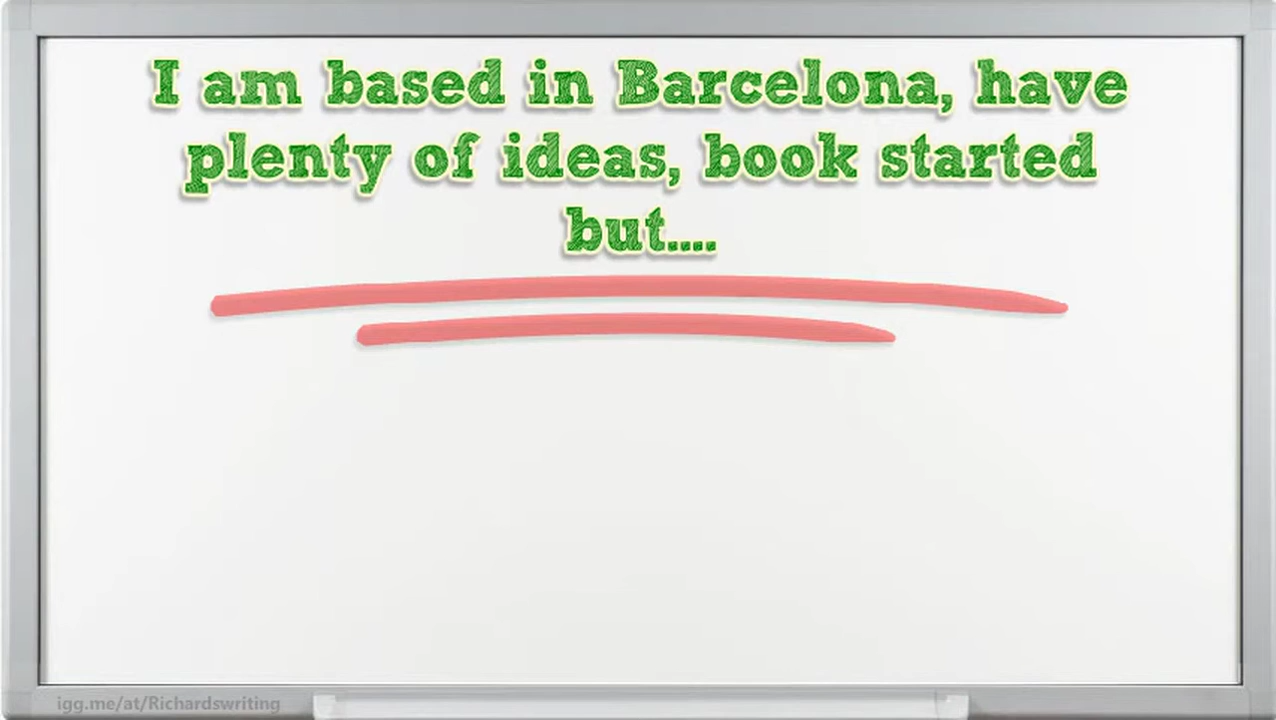 I am based in Barcelona, have
plenty of ideas, book started
but....
igg.me/at/Richardswriting